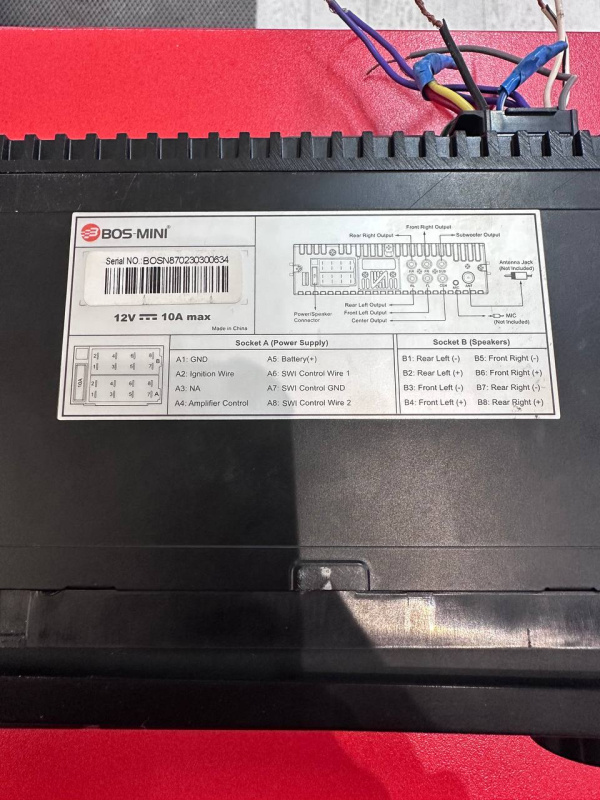 BOS-MINI®
Serial NO.:BOSN870230300634
12V 10A max
Made in China
Front Right Output
Rear Right Output
Subwoofer Output
Antenna Jack
(Not Included)
Rear Left Output
Power/Speaker
Connector
Front Left Output
Center Output
MIC
(Not Included)
Socket A (Power Supply)
A1: GND
A2: Ignition Wire
A3: NA
A4: Amplifier Control
A5: Battery(+)
A6: SWI Control Wire 1
A7: SWI Control GND
A8: SWI Control Wire 2
Socket B (Speakers)
B1: Rear Left (-)
B2: Rear Left (+)
B3: Front Left (-)
B4: Front Left (+)
B5: Front Right (-)
B6: Front Right (+)
B7: Rear Right (-)
B8: Rear Right (+)
10A
B
A